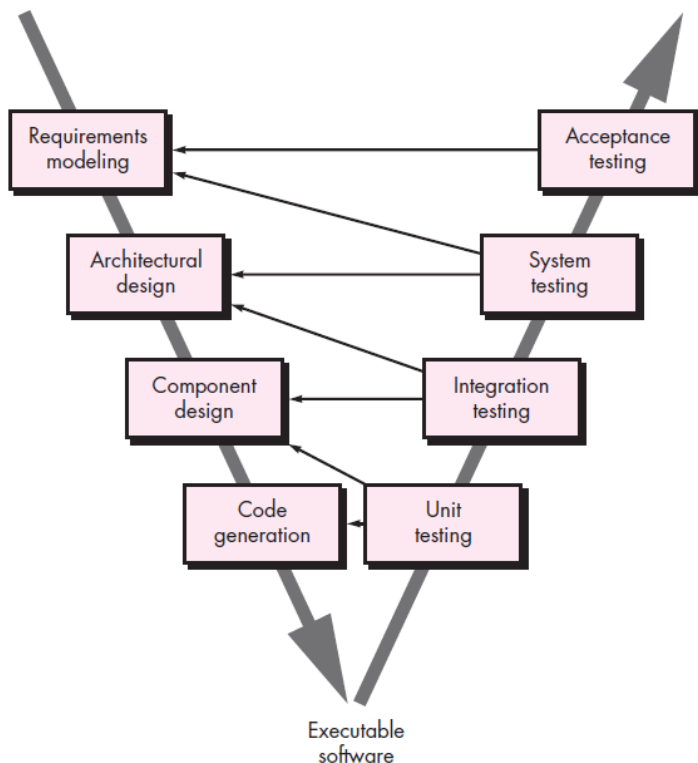 Requirements
modeling
Acceptance
testing
Architectural
design
System
testing
Component
design
Integration
testing
Code
generation
Unit
testing
Executable
software